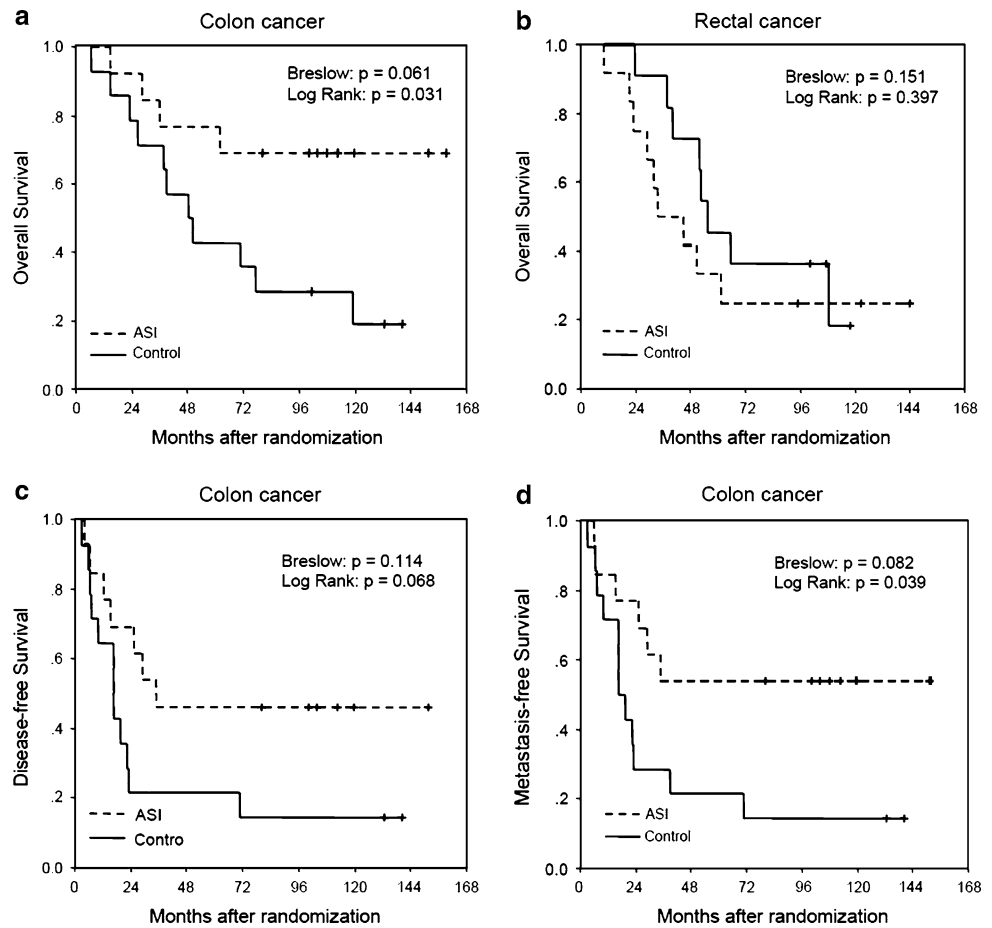 a
Colon cancer
1.0
.8
.6
.4
.2
0.0
Overall Survival
Breslow: p = 0.061
Log Rank: p = 0.031
ASI
Control
0 24 48 72 96 120 144 168
Months after randomization
b
Rectal cancer
1.0
.8
.6
.4
.2
0.0
Overall Survival
Breslow: p = 0.151
Log Rank: p = 0.397
ASI
Control
0 24 48 72 96 120 144 168
Months after randomization
c
Colon cancer
1.0
.8
.6
.4
.2
0.0
Disease-free Survival
Breslow: p = 0.114
Log Rank: p = 0.068
ASI
Contro
0 24 48 72 96 120 144 168
Months after randomization
d
Colon cancer
1.0
.8
.6
.4
.2
0.0
Metastasis-free Survival
Breslow: p = 0.082
Log Rank: p = 0.039
ASI
Control
0 24 48 72 96 120 144 168
Months after randomization